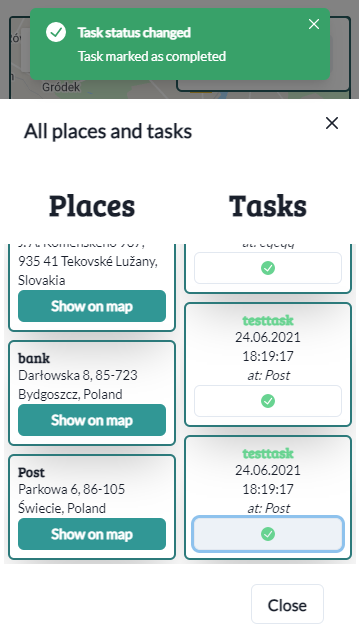 Task status changed
Task marked as completed
Gródek
All places and tasks
Places
Tasks
935 41 Tekovské Lužany,
Slovakia
Show on map
bank
Darłowska 8, 85-723
Bydgoszcz, Poland
Show on map
Post
Parkowa 6, 86-105
Świecie, Poland
Show on map
testtask
24.06.2021
18:19:17
at: Post
testtask
24.06.2021
18:19:17
at: Post
Close